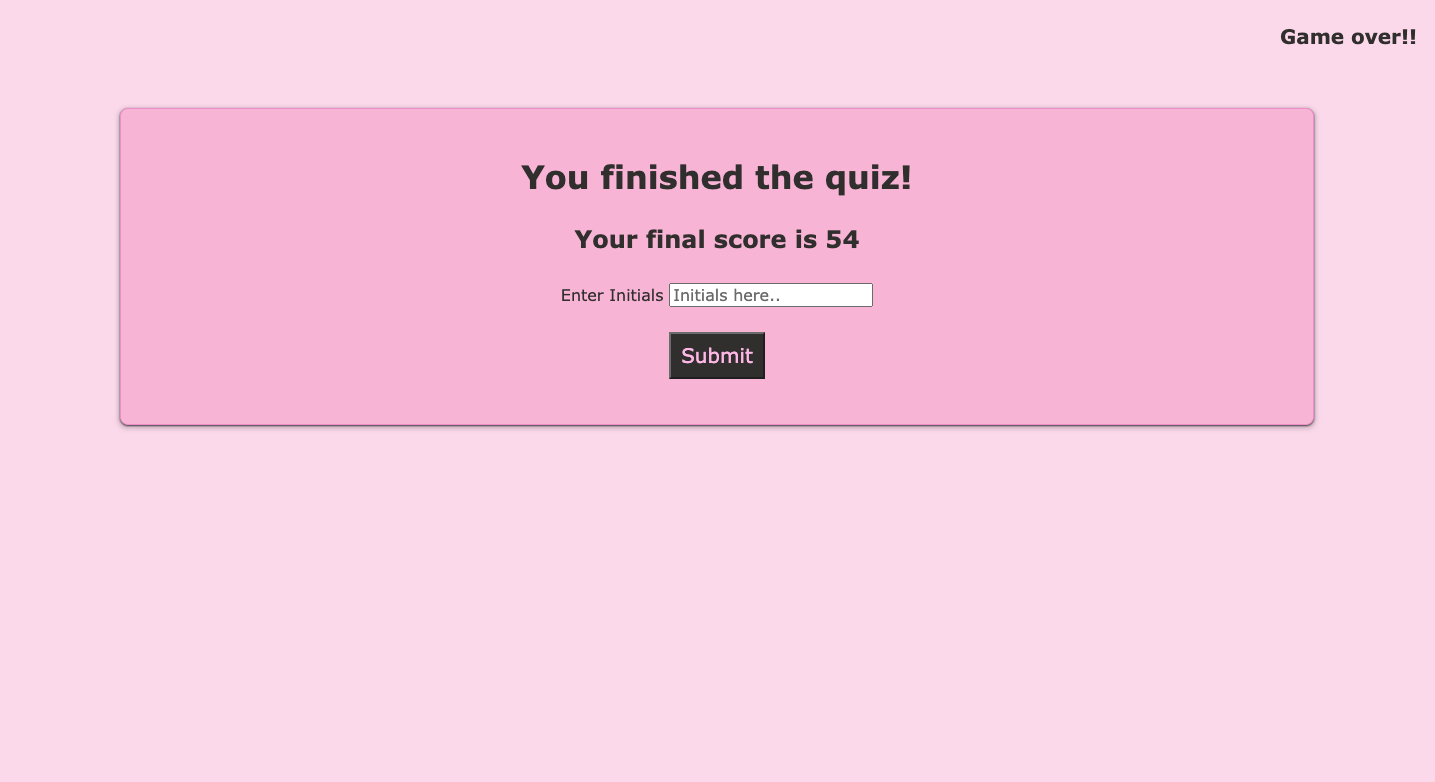 Game over!!
You finished the quiz!
Your final score is 54
Enter Initials Initials here..
Submit